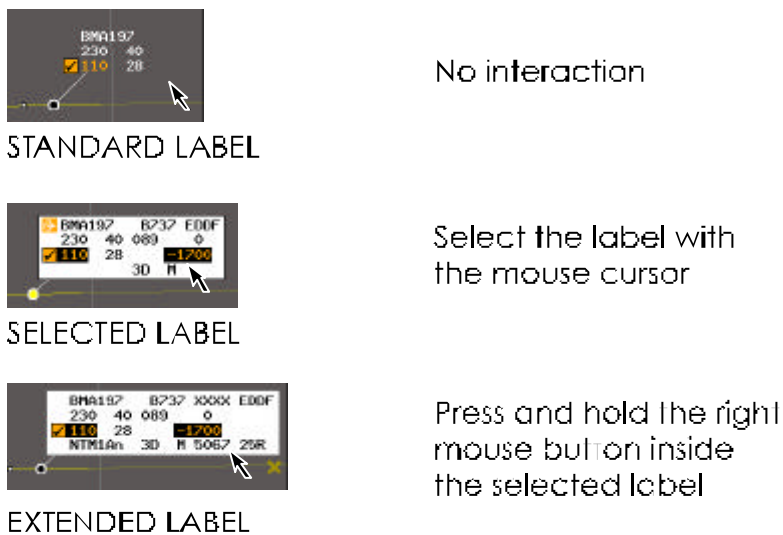 BMA197
230 40
110 28
No interaction
STANDARD LABEL
BMA197 B737 EDDF
230 40 089 0
110 28 -1700
3D M
Select the label with
the mouse cursor
SELECTED LABEL
BMA197 B737 XXXX EDDF
230 40 089 0
110 28 -1700
NTM1An 3D M 5067 25R
Press and hold the right
mouse button inside
the selected label
EXTENDED LABEL